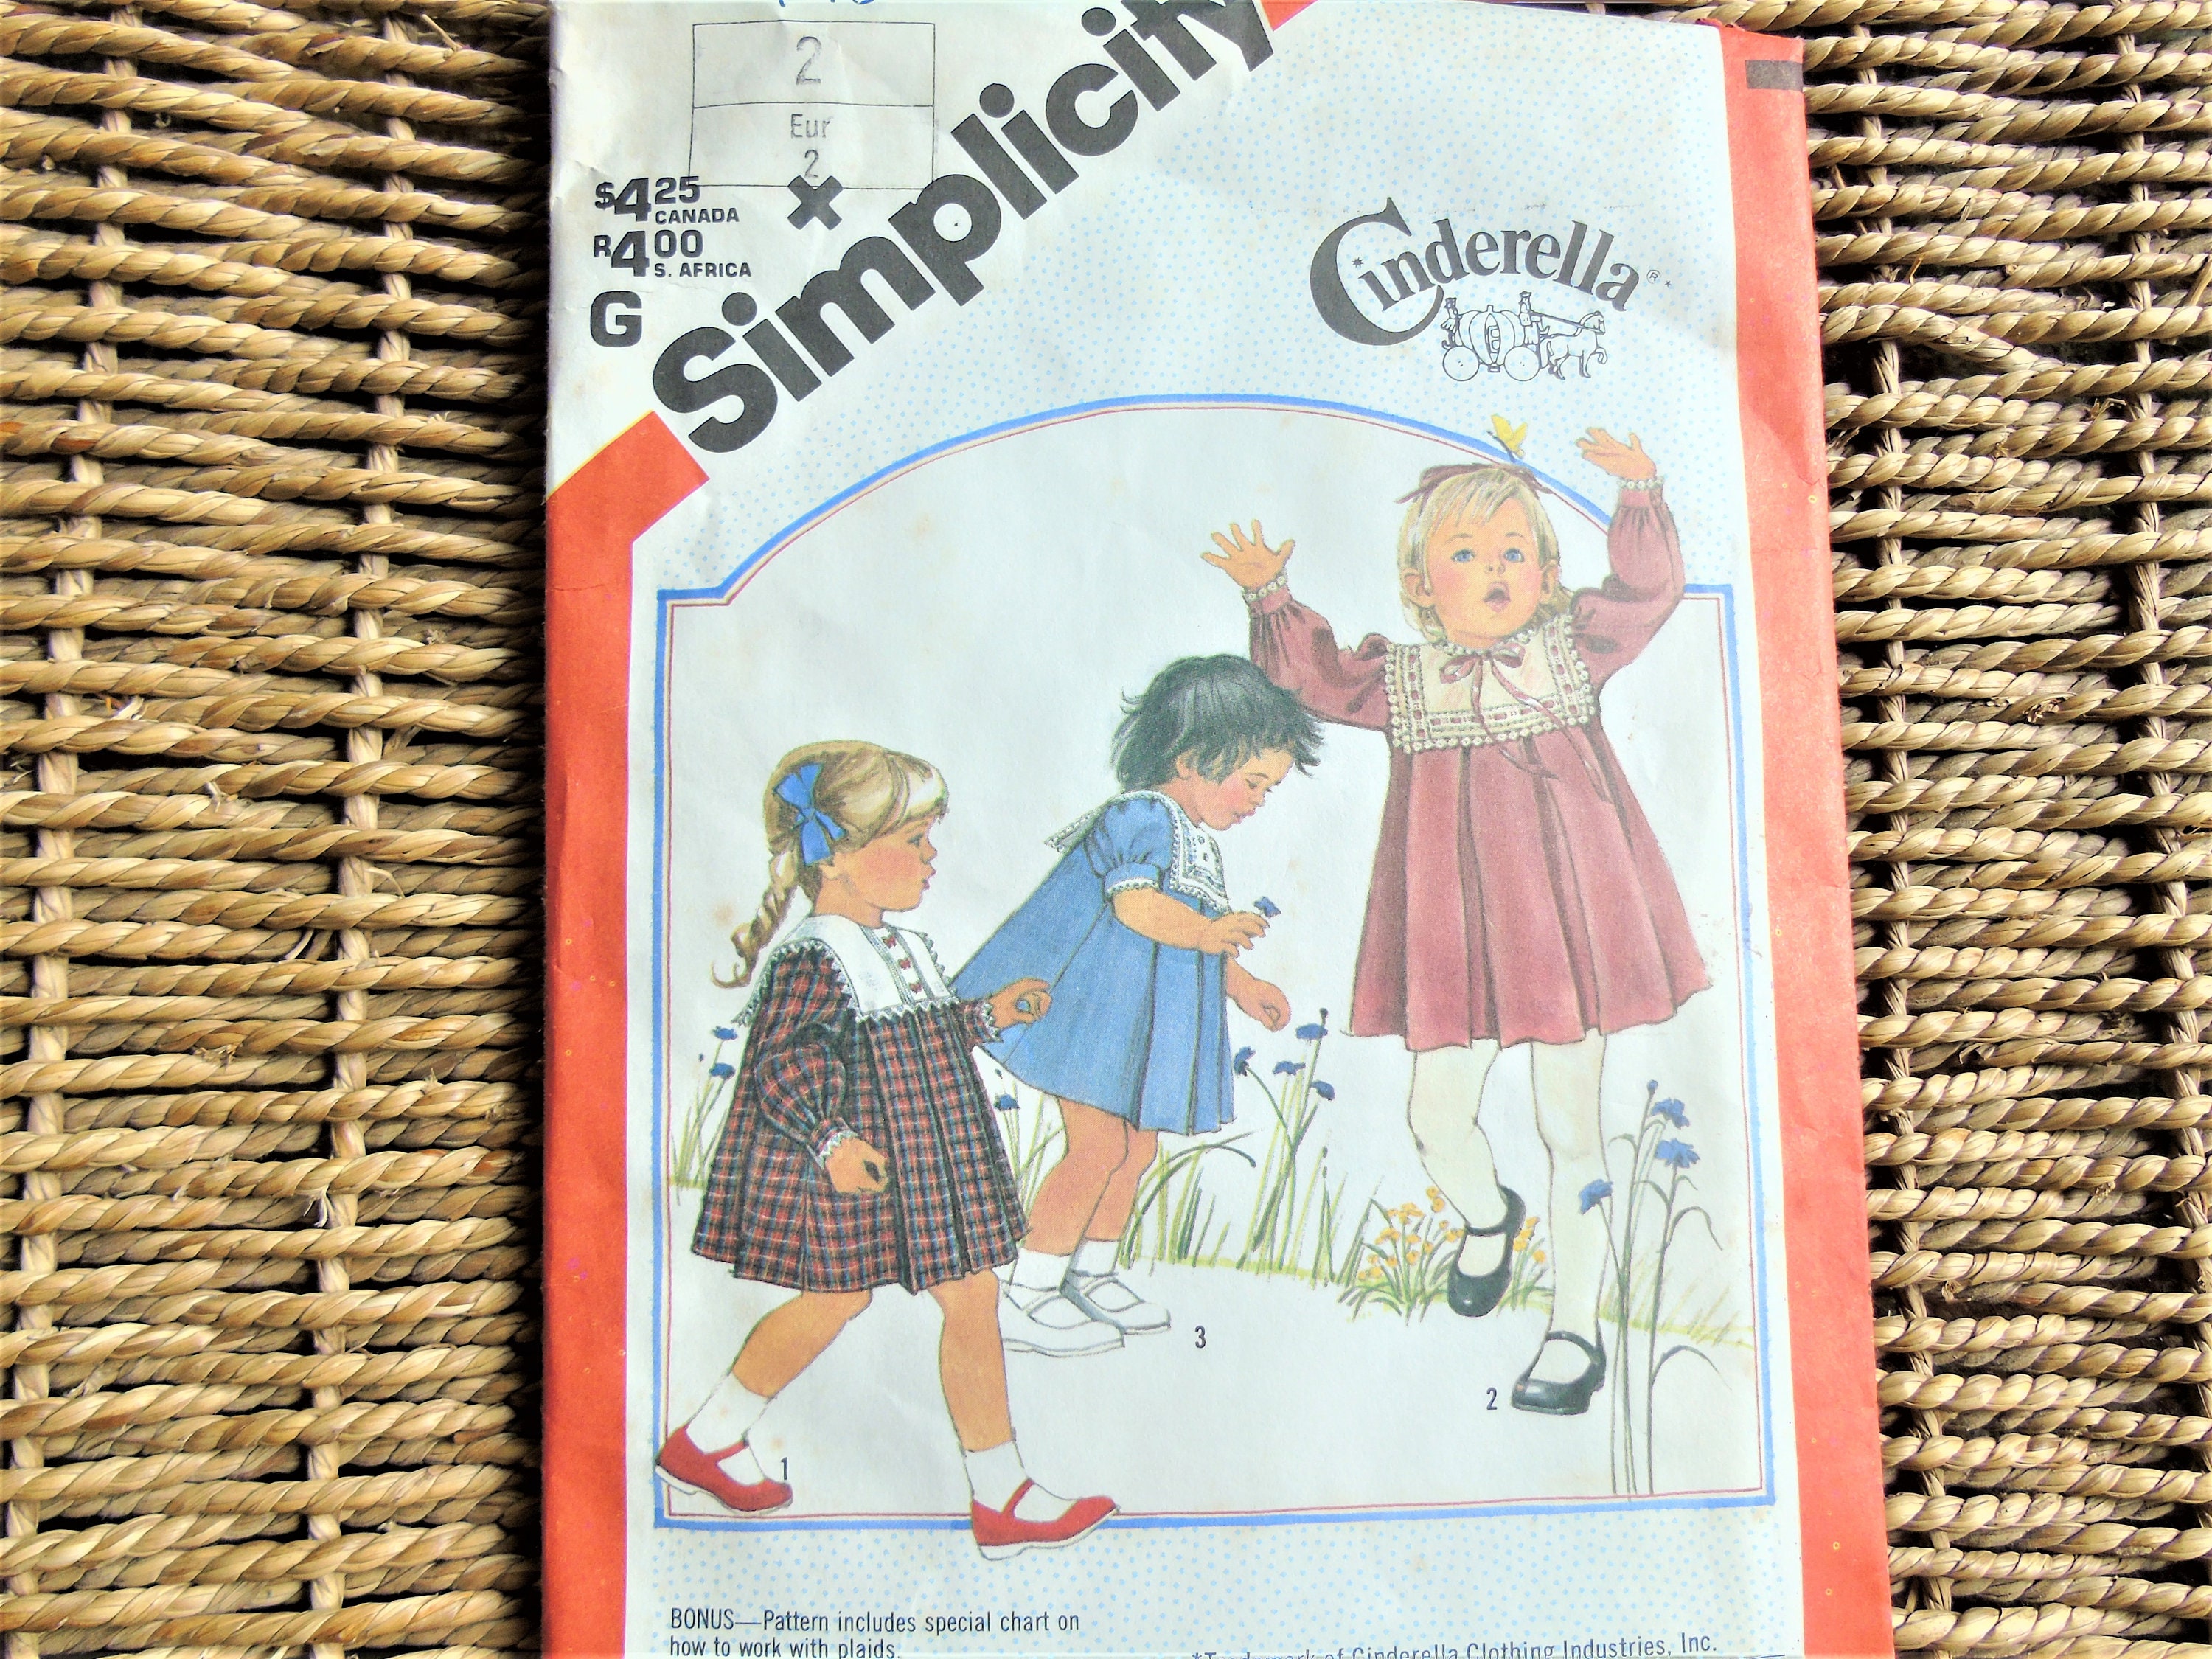 2
Eur
2
$4.25
CANADA
R4.00
S. AFRICA
G
Simplicity
Cinderella®*
3
2
1
BONUS—Pattern includes special chart on
how to work with plaids.
*Trademark of Cinderella Clothing Industries, Inc.